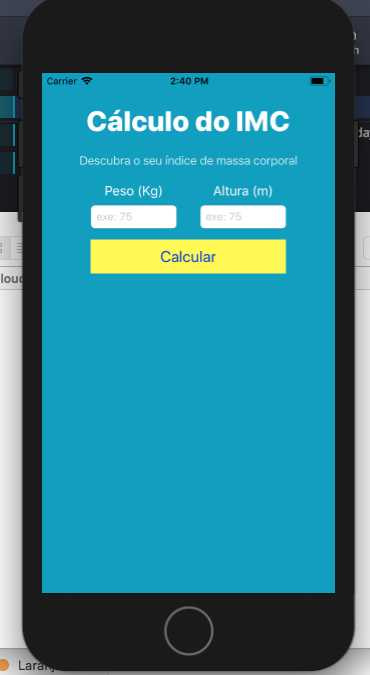 Carrier
2:40 PM
Cálculo do IMC
Descubra o seu índice de massa corporal
Peso (Kg) Altura (m)
exe: 75 exe: 75
Calcular